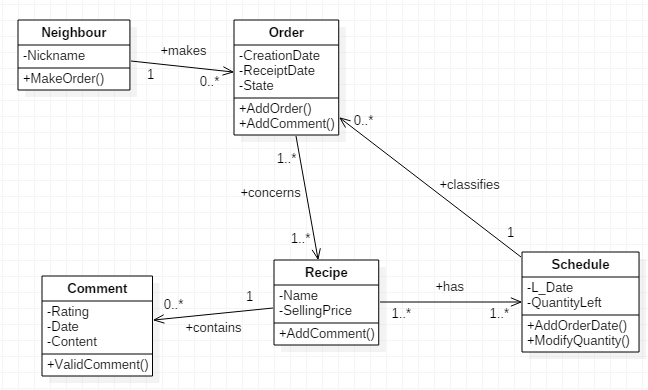 Neighbour
-Nickname
+MakeOrder()
+makes
1
0..*
Order
-CreationDate
-ReceiptDate
-State
+AddOrder()
+AddComment()
0..*
1..*
+concerns
1..*
+classifies
1
Comment
-Rating
-Date
-Content
+ValidComment()
0..*
1
+contains
Recipe
-Name
-SellingPrice
+AddComment()
+has
1..*
1..*
Schedule
-L_Date
-QuantityLeft
+AddOrderDate()
+ModifyQuantity()